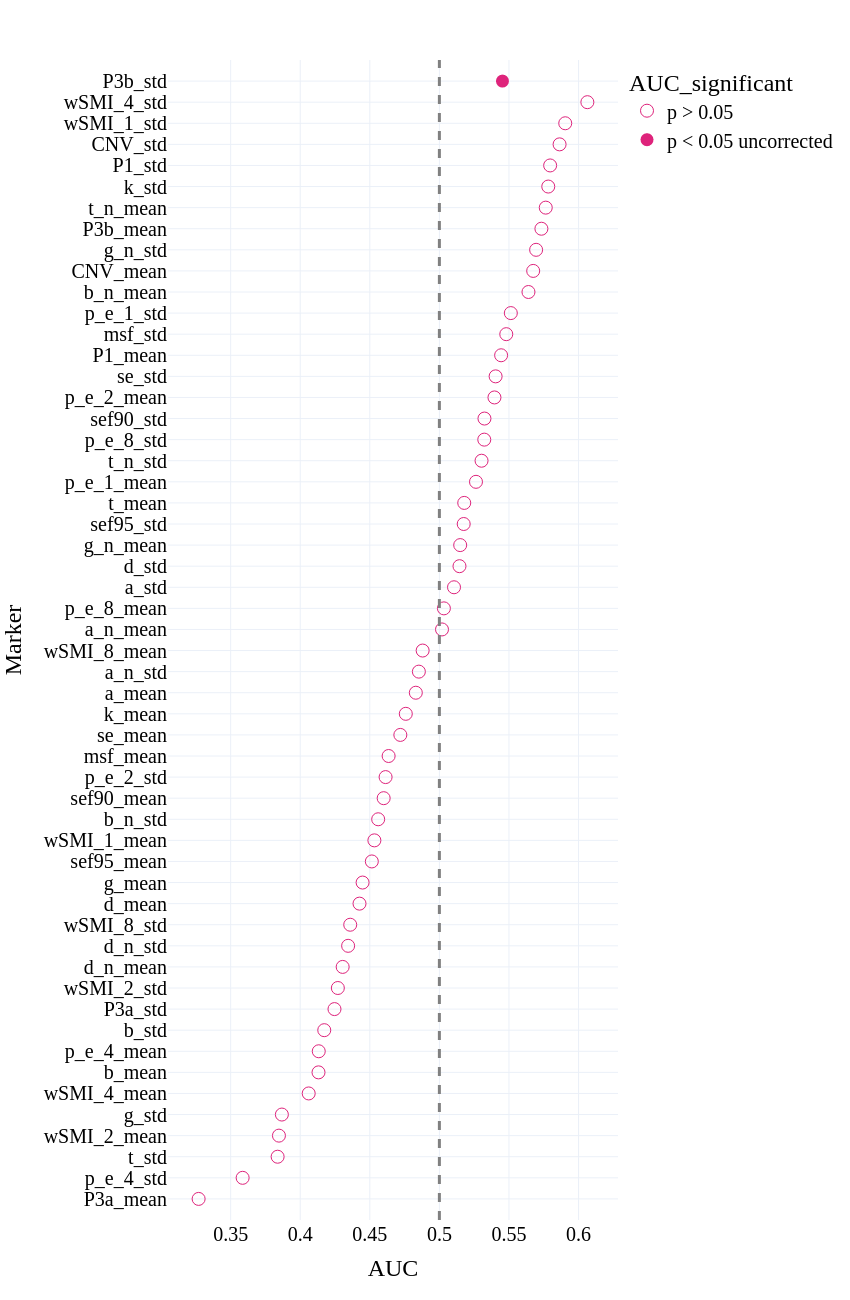 P3b_std
wSMI_4_std
wSMI_1_std
CNV_std
P1_std
k_std
t_n_mean
P3b_mean
g_n_std
CNV_mean
b_n_mean
p_e_1_std
msf_std
P1_mean
se_std
p_e_2_mean
sef90_std
p_e_8_std
t_n_std
p_e_1_mean
t_mean
sef95_std
g_n_mean
d_std
a_std
p_e_8_mean
a_n_mean
wSMI_8_mean
a_n_std
a_mean
k_mean
se_mean
msf_mean
p_e_2_std
sef90_mean
b_n_std
wSMI_1_mean
sef95_mean
g_mean
d_mean
wSMI_8_std
d_n_std
d_n_mean
wSMI_2_std
P3a_std
b_std
p_e_4_mean
b_mean
wSMI_4_mean
g_std
wSMI_2_mean
t_std
p_e_4_std
P3a_mean
Marker
0.35 0.4 0.45 0.5 0.55 0.6
AUC
AUC_significant
p > 0.05
p < 0.05 uncorrected